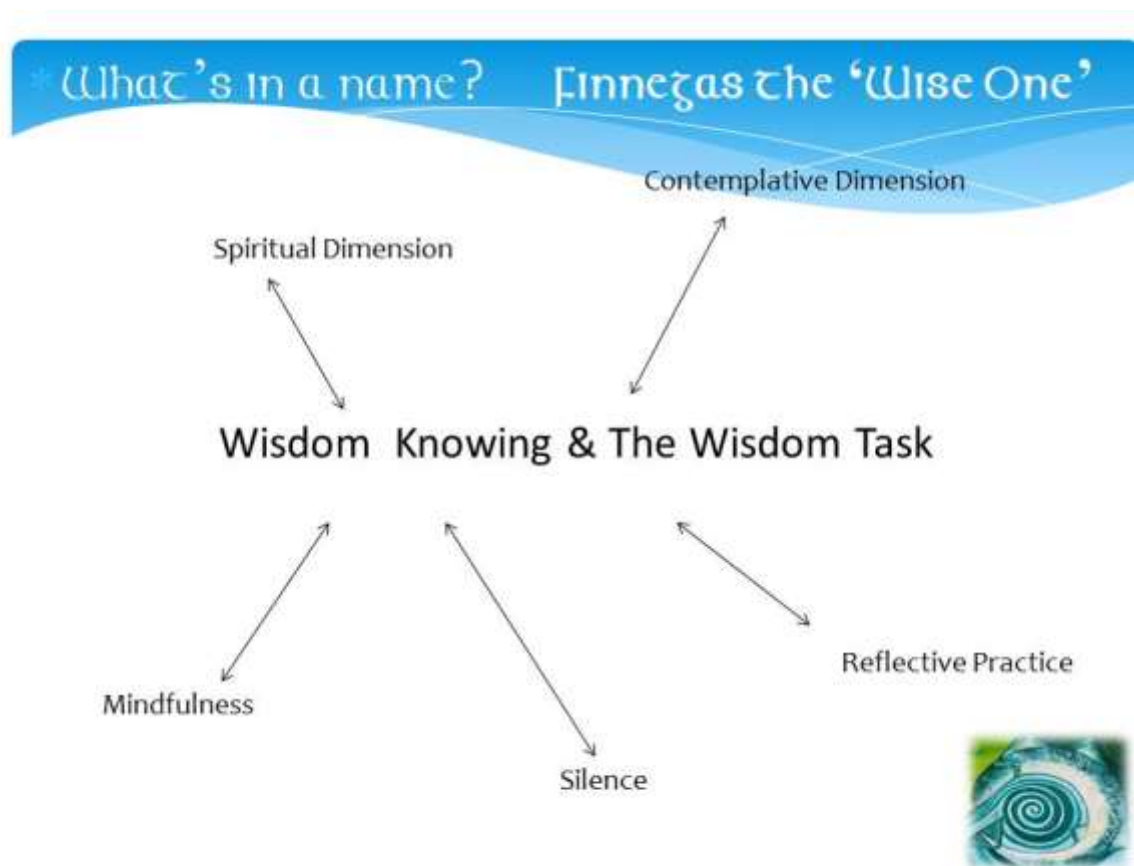 *What's in a name? Finnegas the 'Wise One'
Contemplative Dimension
Spiritual Dimension
Wisdom Knowing & The Wisdom Task
Reflective Practice
Mindfulness
Silence